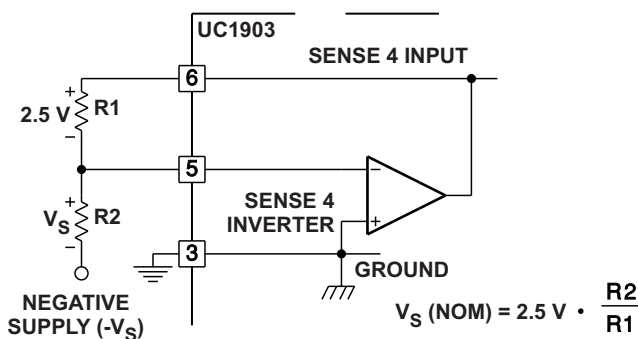 UC1903
SENSE 4 INPUT
6
+
2.5 V
R1
−
5
−
+
SENSE 4
INVERTER
+
V_S
R2
−
3
GROUND
NEGATIVE
SUPPLY (-V_S)
V_S (NOM) = 2.5 V • R2
R1